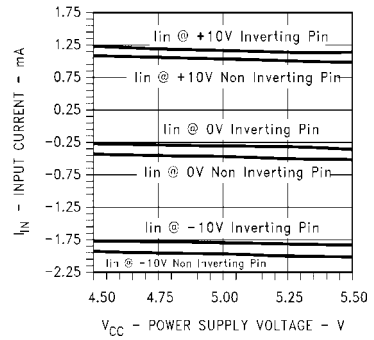 1.75
1.25
0.75
0.25
-0.25
-0.75
-1.25
-1.75
-2.25
I_IN - INPUT CURRENT - mA
Iin @ +10V Inverting Pin
Iin @ +10V Non Inverting Pin
Iin @ 0V Inverting Pin
Iin @ 0V Non Inverting Pin
Iin @ -10V Inverting Pin
Iin @ -10V Non Inverting Pin
4.50 4.75 5.00 5.25 5.50
V_CC - POWER SUPPLY VOLTAGE - V